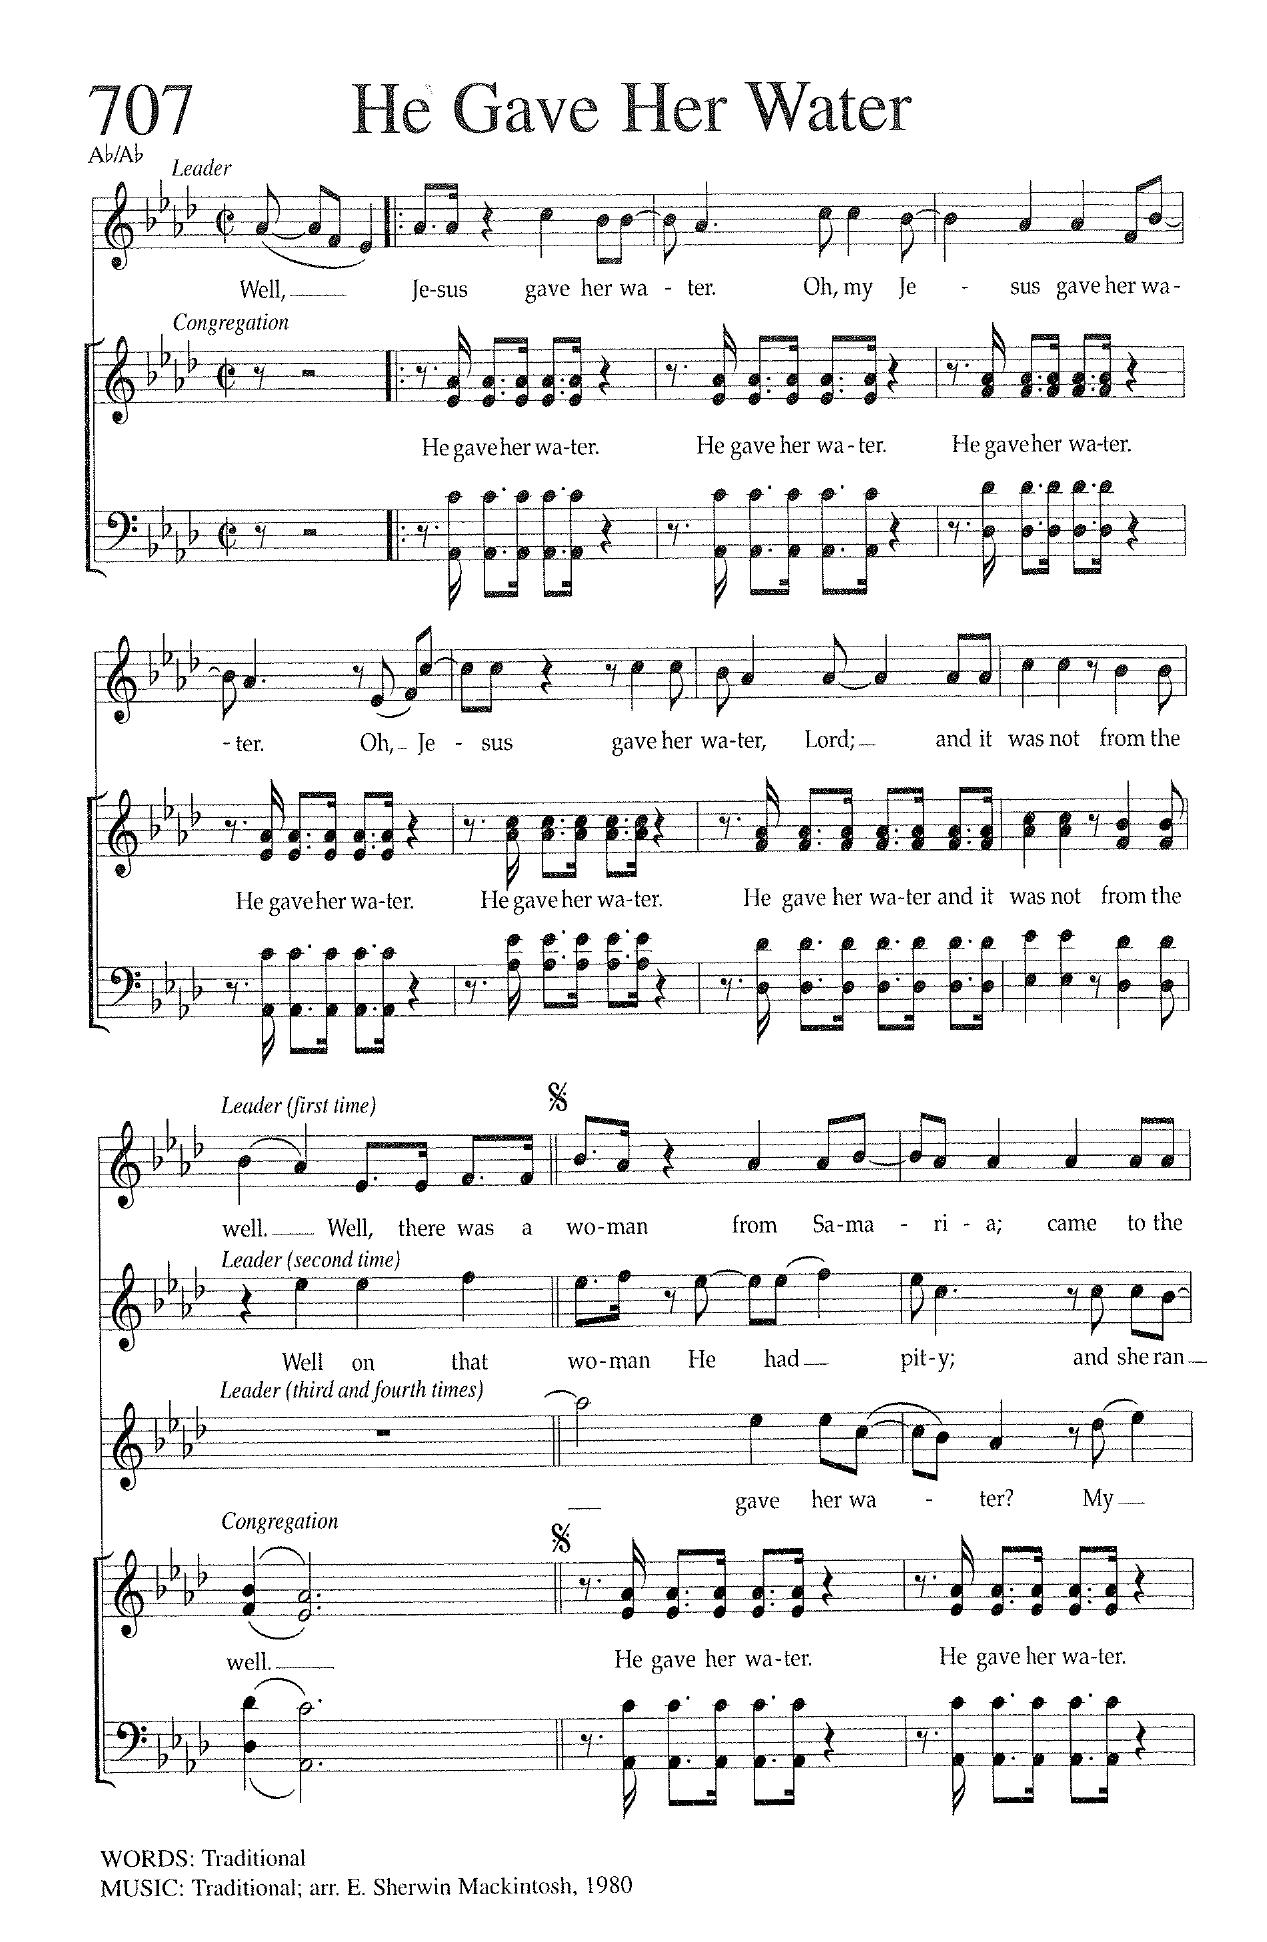 707 He Gave Her Water
A♭/A♭
Leader
Well, Je-sus gave her wa - ter. Oh, my Je - sus gave her wa-
Congregation
He gave her wa-ter. He gave her wa-ter. He gave her wa-ter.
-ter. Oh, Je - sus gave her wa-ter, Lord; and it was not from the
He gave her wa-ter. He gave her wa-ter. He gave her wa-ter and it was not from the
Leader (first time)
well. Well, there was a wo-man from Sa-ma - ri - a; came to the
Leader (second time)
Well on that wo-man He had pit-y; and she ran
Leader (third and fourth times)
gave her wa - ter? My
Congregation
well. He gave her wa-ter. He gave her wa-ter.
WORDS: Traditional
MUSIC: Traditional; arr. E. Sherwin Mackintosh, 1980